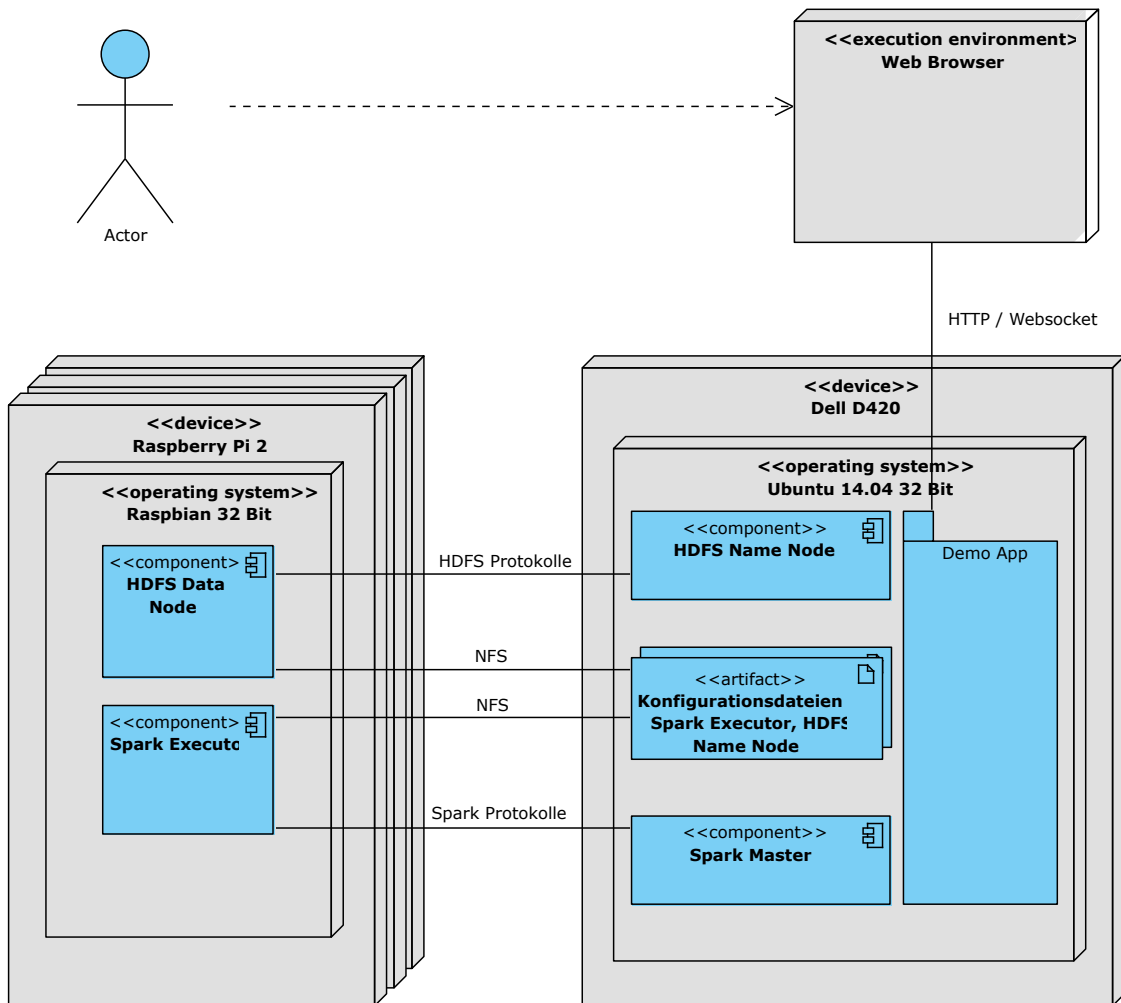 <<execution environment>
Web Browser
Actor
HTTP / Websocket
<<device>>
Raspberry Pi 2
<<operating system>>
Raspbian 32 Bit
<<component>
HDFS Data
Node
<<component>
Spark Executo
HDFS Protokolle
NFS
NFS
Spark Protokolle
<<device>>
Dell D420
<<operating system>>
Ubuntu 14.04 32 Bit
<<component>>
HDFS Name Node
<<artifact>>
Konfigurationsdateien
Spark Executor, HDFS
Name Node
<<component>>
Spark Master
Demo App